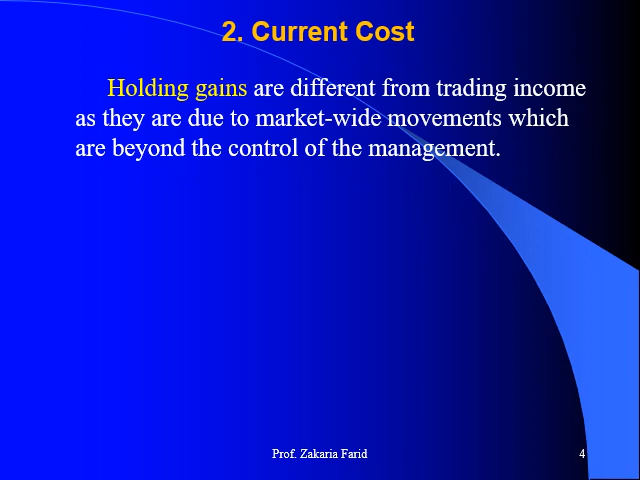 2. Current Cost
Holding gains are different from trading income
as they are due to market-wide movements which
are beyond the control of the management.
Prof. Zakaria Farid
4